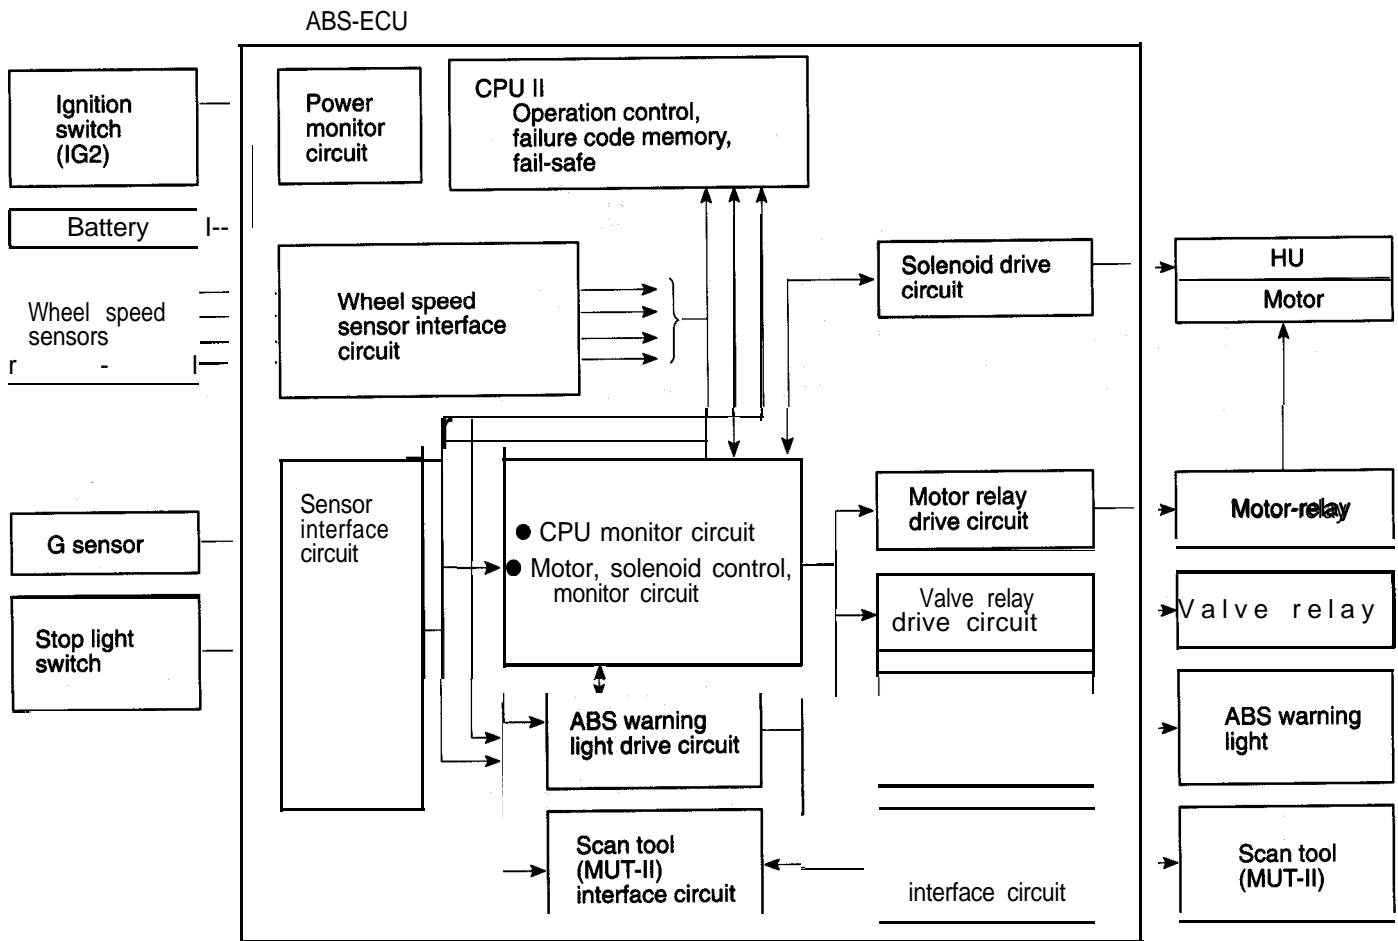 ABS-ECU
Ignition
switch
(IG2)
Power
monitor
circuit
CPU II
Operation control,
failure code memory,
fail-safe
Battery
Wheel speed
sensors
Wheel speed
sensor interface
circuit
Solenoid drive
circuit
HU
Motor
G sensor
Stop light
switch
Sensor
interface
circuit
● CPU monitor circuit
● Motor, solenoid control,
monitor circuit
Motor relay
drive circuit
Motor-relay
Valve relay
drive circuit
Valve relay
ABS warning
light drive circuit
ABS warning
light
Scan tool
(MUT-II)
interface circuit
interface circuit
Scan tool
(MUT-II)